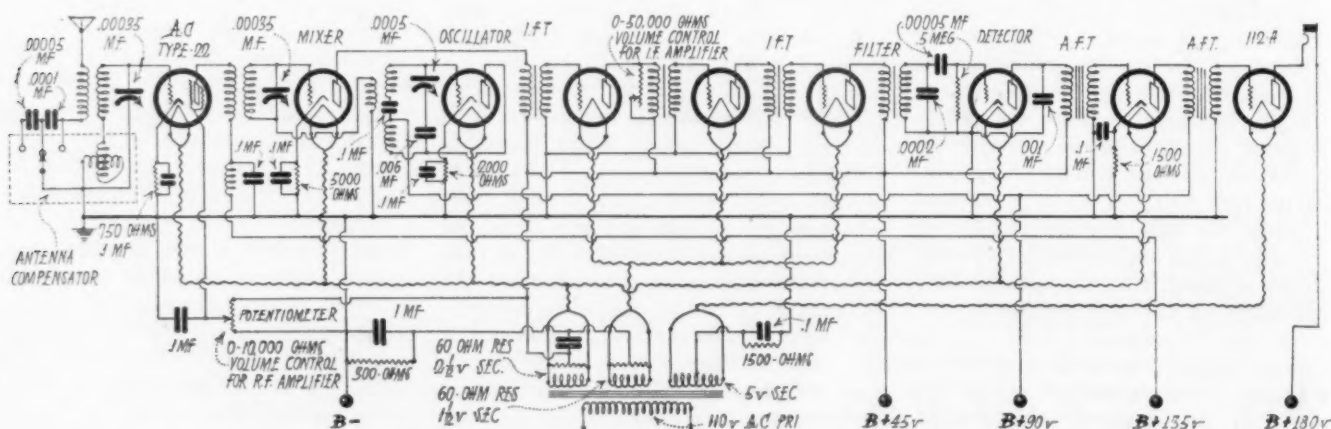 .00005
MF
.0001
MF
.00035
MF.
A.C
TYPE-22
.00035
MF.
MIXER
.0005
MF
OSCILLATOR
I.F.T
0-50,000 OHMS
VOLUME CONTROL
FOR I.F. AMPLIFIER
I.F.T
FILTER
.00005 MF
.5 MEG
DETECTOR
A.F.T
A.F.T.
112-A
750 OHMS
.1 MF
.1 MF
.1 MF
5000
OHMS
.1 MF
.006
MF
.1 MF
2000
OHMS
.0002
MF
.001
MF
.1
MF
1500
OHMS
ANTENNA
COMPENSATOR
.1MF
POTENTIOMETER
0-10,000 OHMS
VOLUME CONTROL
FOR R.F. AMPLIFIER
1 MF
300-OHMS
60 OHM RES
2½v SEC.
60-OHM RES
1½v SEC
.1 MF
1500-OHMS
5v SEC
110v A.C PRI
B-
B+45v
B+90v
B+135v
B+180v